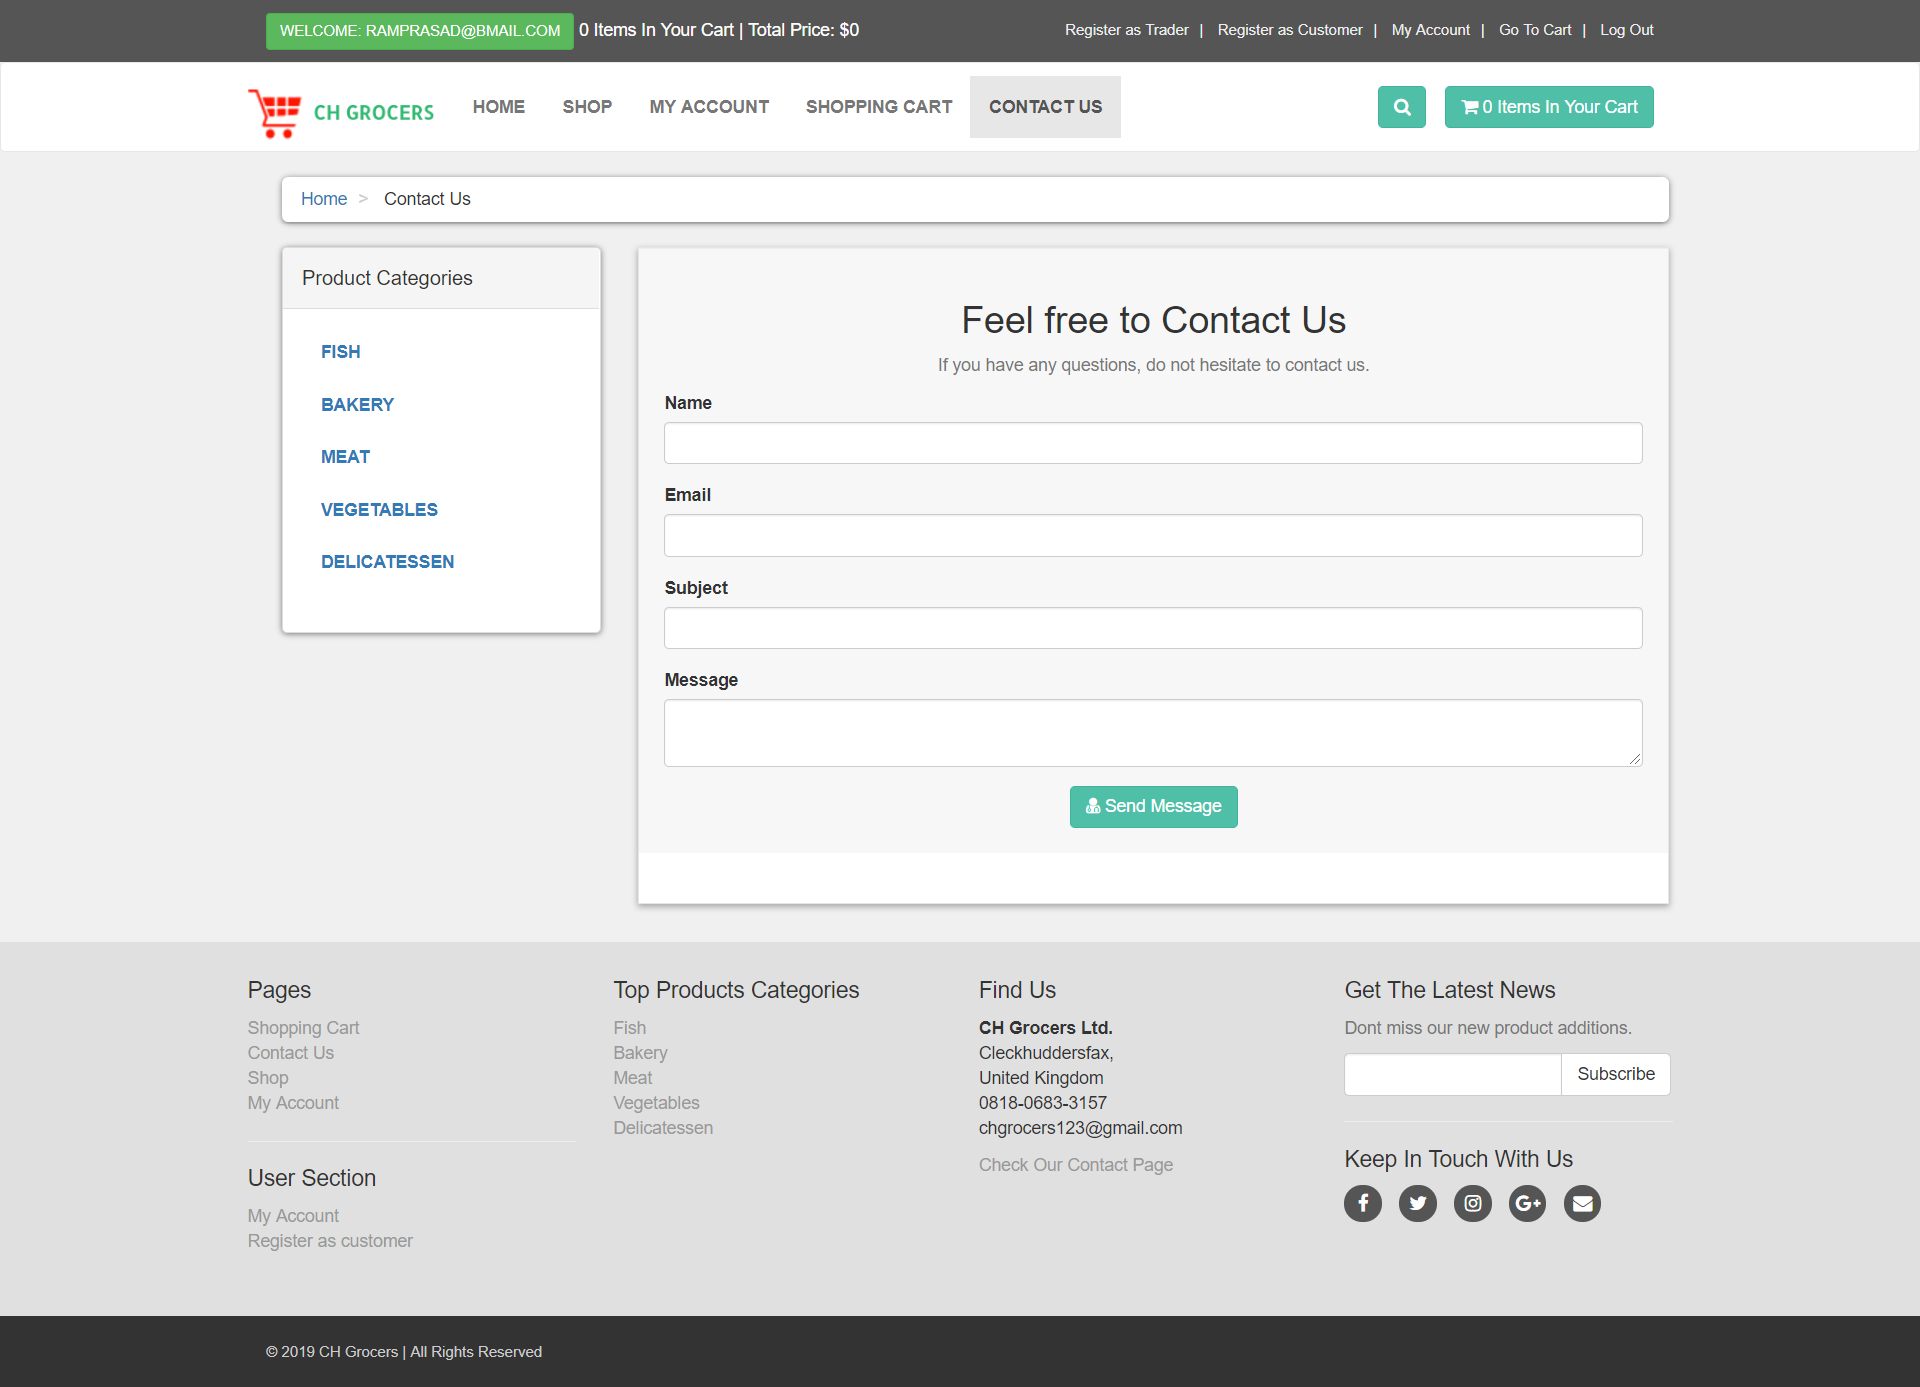 WELCOME: RAMPRASAD@BMAIL.COM 0 Items In Your Cart | Total Price: $0
Register as Trader | Register as Customer | My Account | Go To Cart | Log Out
CH GROCERS HOME SHOP MY ACCOUNT SHOPPING CART CONTACT US
0 Items In Your Cart
Home > Contact Us
Product Categories
FISH
BAKERY
MEAT
VEGETABLES
DELICATESSEN
Feel free to Contact Us
If you have any questions, do not hesitate to contact us.
Name
Email
Subject
Message
Send Message
Pages
Shopping Cart
Contact Us
Shop
My Account
User Section
My Account
Register as customer
Top Products Categories
Fish
Bakery
Meat
Vegetables
Delicatessen
Find Us
CH Grocers Ltd.
Cleckhuddersfax,
United Kingdom
0818-0683-3157
chgrocers123@gmail.com
Check Our Contact Page
Get The Latest News
Dont miss our new product additions.
Subscribe
Keep In Touch With Us
© 2019 CH Grocers | All Rights Reserved